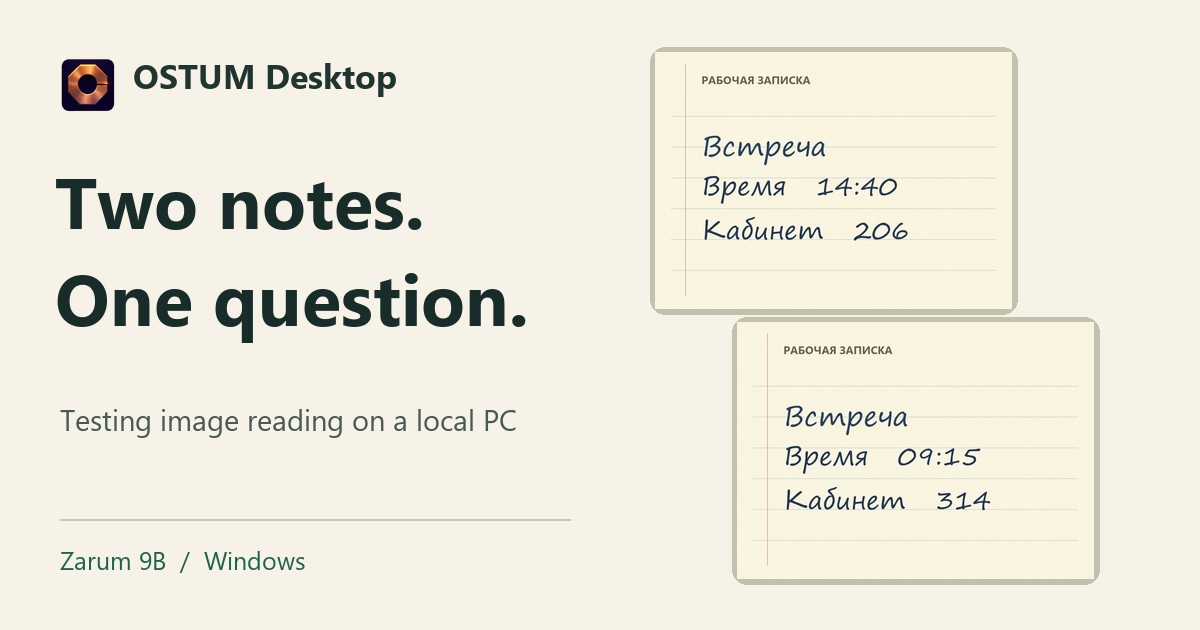 OSTUM Desktop
Two notes.
One question.
Testing image reading on a local PC
Zarum 9B / Windows
РАБОЧАЯ ЗАПИСКА
Встреча
Время 14:40
Кабинет 206
РАБОЧАЯ ЗАПИСКА
Встреча
Время 09:15
Кабинет 314